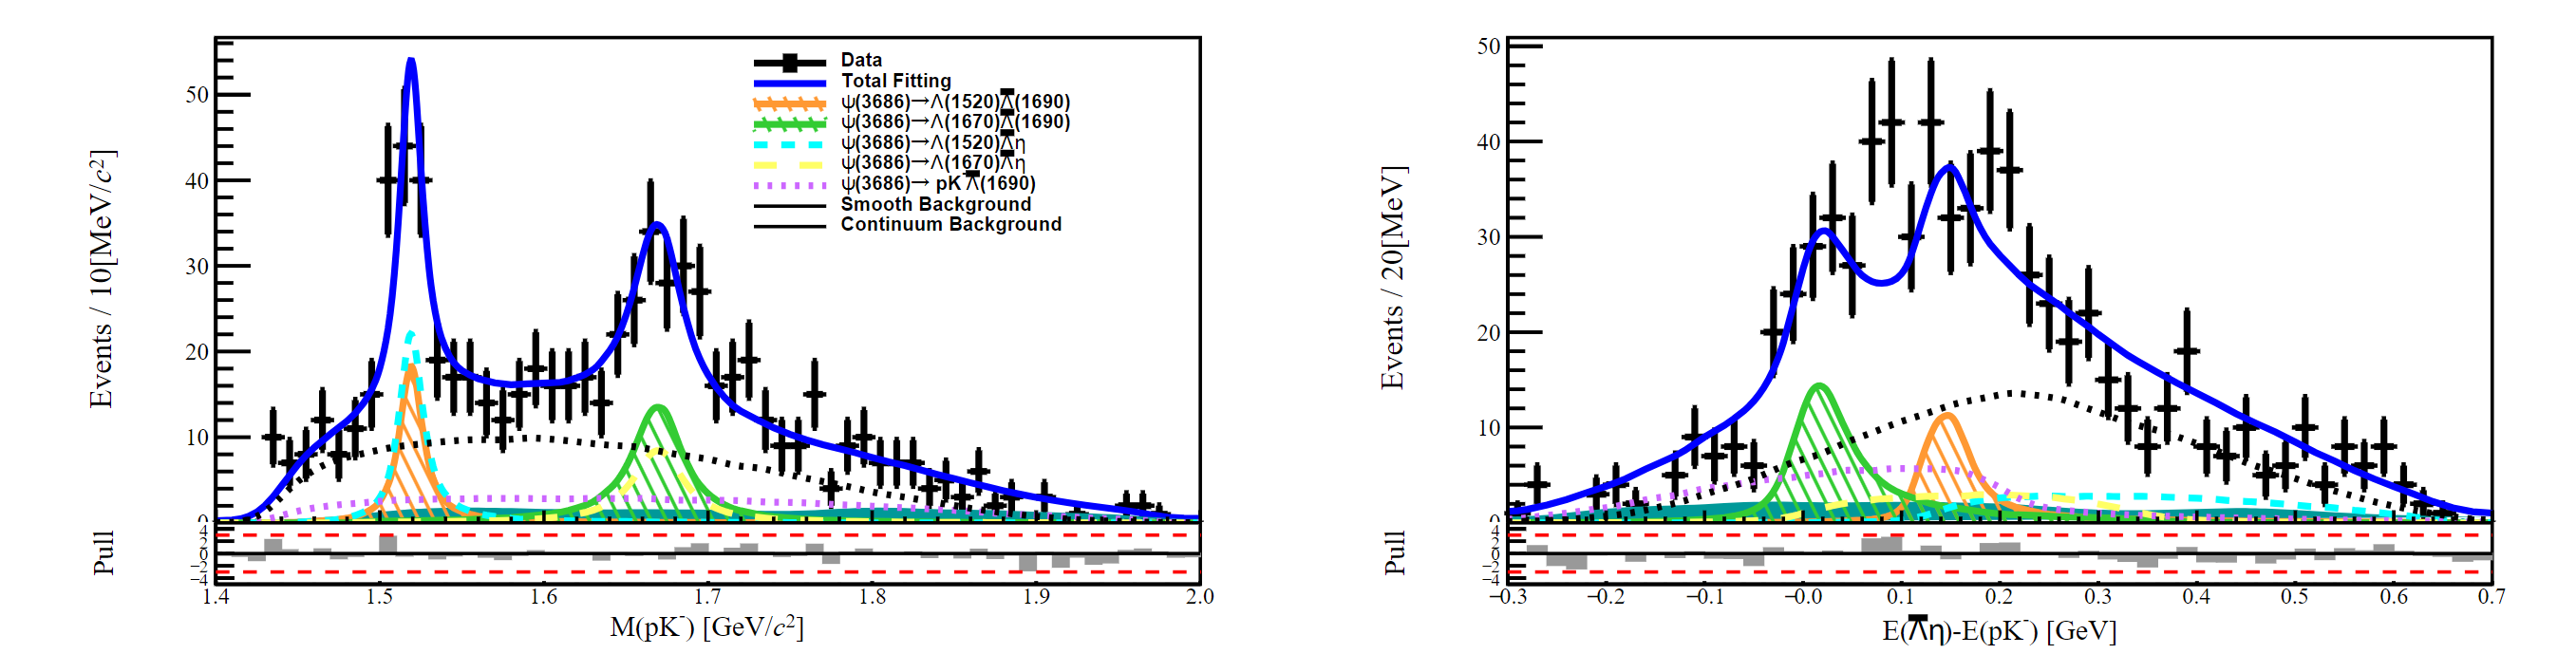 Events / 10[MeV/c²]
50
40
30
20
10
0
Data
Total Fitting
ψ(3686)→Λ(1520)Λ̅(1690)
ψ(3686)→Λ(1670)Λ̅(1690)
ψ(3686)→Λ(1520)Λ̅η
ψ(3686)→Λ(1670)Λ̅η
ψ(3686)→ pK⁻Λ̅(1690)
Smooth Background
Continuum Background
Pull
4
2
0
−2
−4
1.4 1.5 1.6 1.7 1.8 1.9 2.0
M(pK⁻) [GeV/c²]
Events / 20[MeV]
50
40
30
20
10
0
Pull
4
2
0
−2
−4
−0.3 −0.2 −0.1 −0.0 0.1 0.2 0.3 0.4 0.5 0.6 0.7
E(Λ̅η)-E(pK⁻) [GeV]